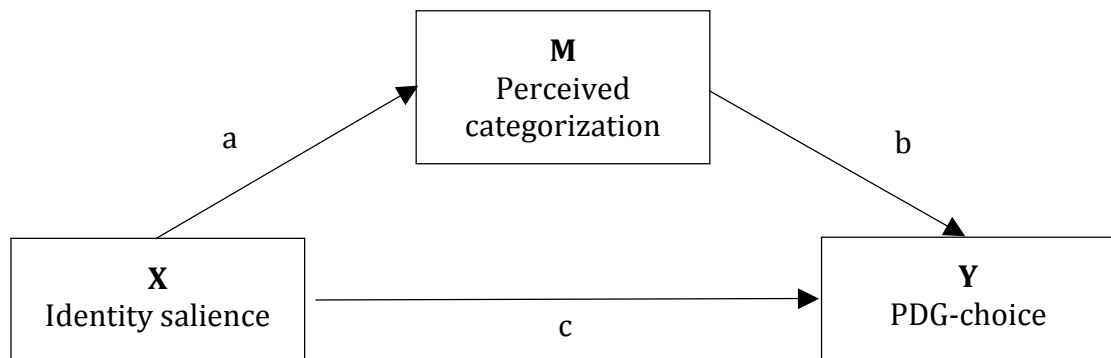 M
Perceived
categorization
a
b
X
Identity salience
c
Y
PDG-choice